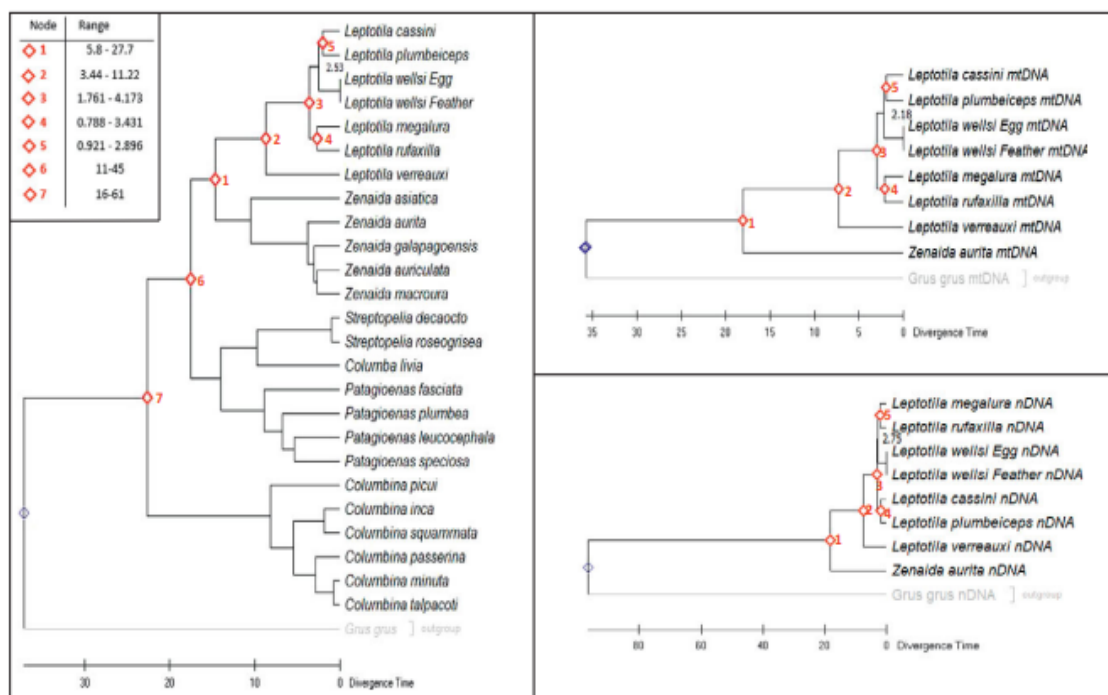 Node Range
1 5.8 - 27.7
2 3.44 - 11.22
3 1.761 - 4.173
4 0.788 - 3.431
5 0.921 - 2.896
6 11-45
7 16-61
Leptotila cassini
5
Leptotila plumbeiceps
2.53
Leptotila wellsi Egg
3
Leptotila wellsi Feather
Leptotila megalura
2
4
Leptotila rufaxilla
Leptotila verreauxi
1
Zenaida asiatica
Zenaida aurita
Zenaida galapagoensis
Zenaida auriculata
6
Zenaida macroura
Streptopelia decaocto
Streptopelia roseogrisea
Columba livia
Patagioenas fasciata
7
Patagioenas plumbea
Patagioenas leucocephala
Patagioenas speciosa
Columbina picui
Columbina inca
Columbina squammata
Columbina passerina
Columbina minuta
Columbina talpacoti
Grus grus ] outgroup
30 20 10 0 Divergence Time
Leptotila cassini mtDNA
5
Leptotila plumbeiceps mtDNA
2.18
Leptotila wellsi Egg mtDNA
3
Leptotila wellsi Feather mtDNA
Leptotila megalura mtDNA
2
4
Leptotila rufaxilla mtDNA
1
Leptotila verreauxi mtDNA
Zenaida aurita mtDNA
Grus grus mtDNA ] outgroup
35 30 25 20 15 10 5 0 Divergence Time
Leptotila megalura nDNA
5
Leptotila rufaxilla nDNA
2.75
Leptotila wellsi Egg nDNA
Leptotila wellsi Feather nDNA
3
Leptotila cassini nDNA
2
4
Leptotila plumbeiceps nDNA
1
Leptotila verreauxi nDNA
Zenaida aurita nDNA
Grus grus nDNA ] outgroup
80 60 40 20 0 Divergence Time